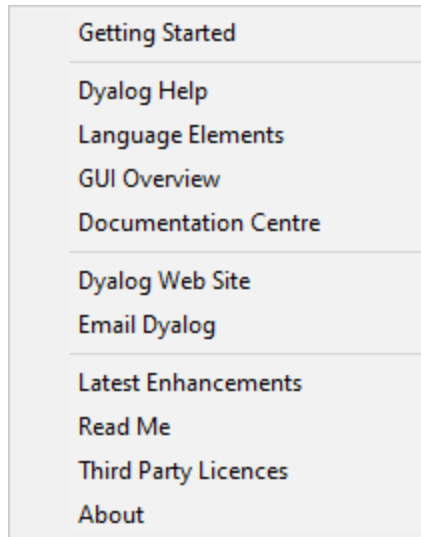 Getting Started
Dyalog Help
Language Elements
GUI Overview
Documentation Centre
Dyalog Web Site
Email Dyalog
Latest Enhancements
Read Me
Third Party Licences
About